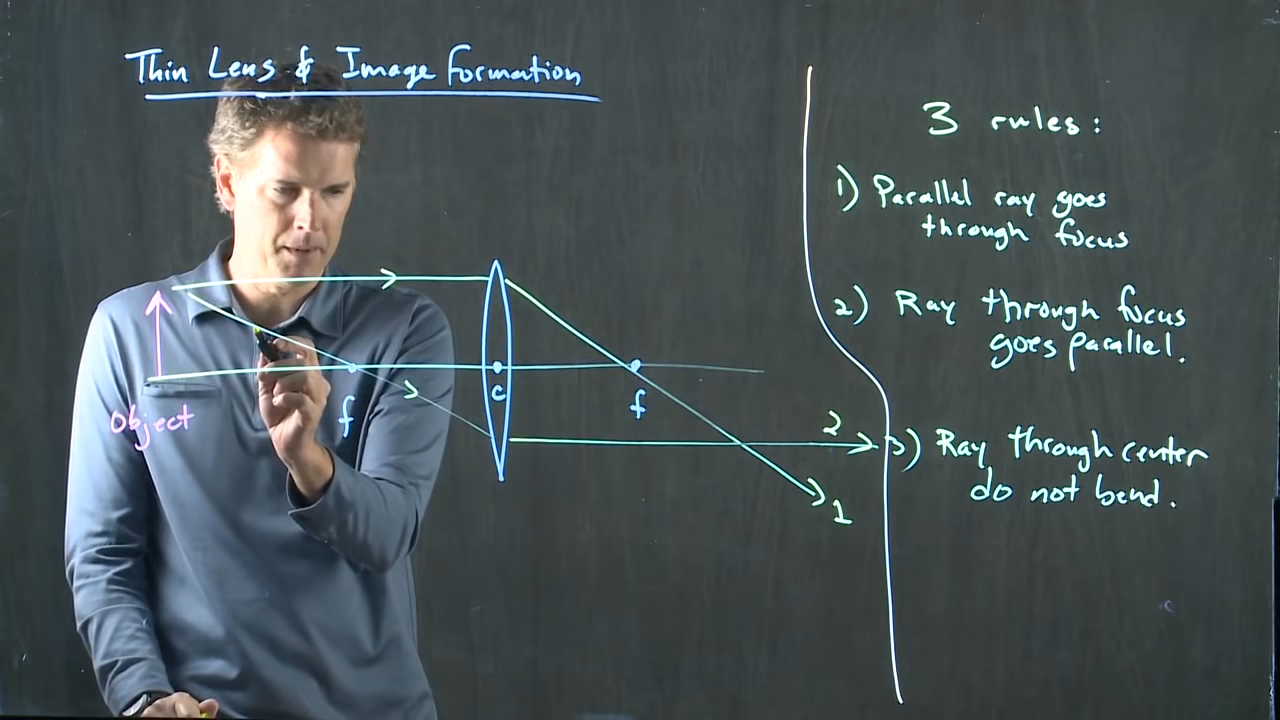 Thin Lens & Image Formation
3 rules:
1) Parallel ray goes
through focus
2) Ray through focus
goes parallel.
3) Ray through center
do not bend.
Object
f
c
f
2
1